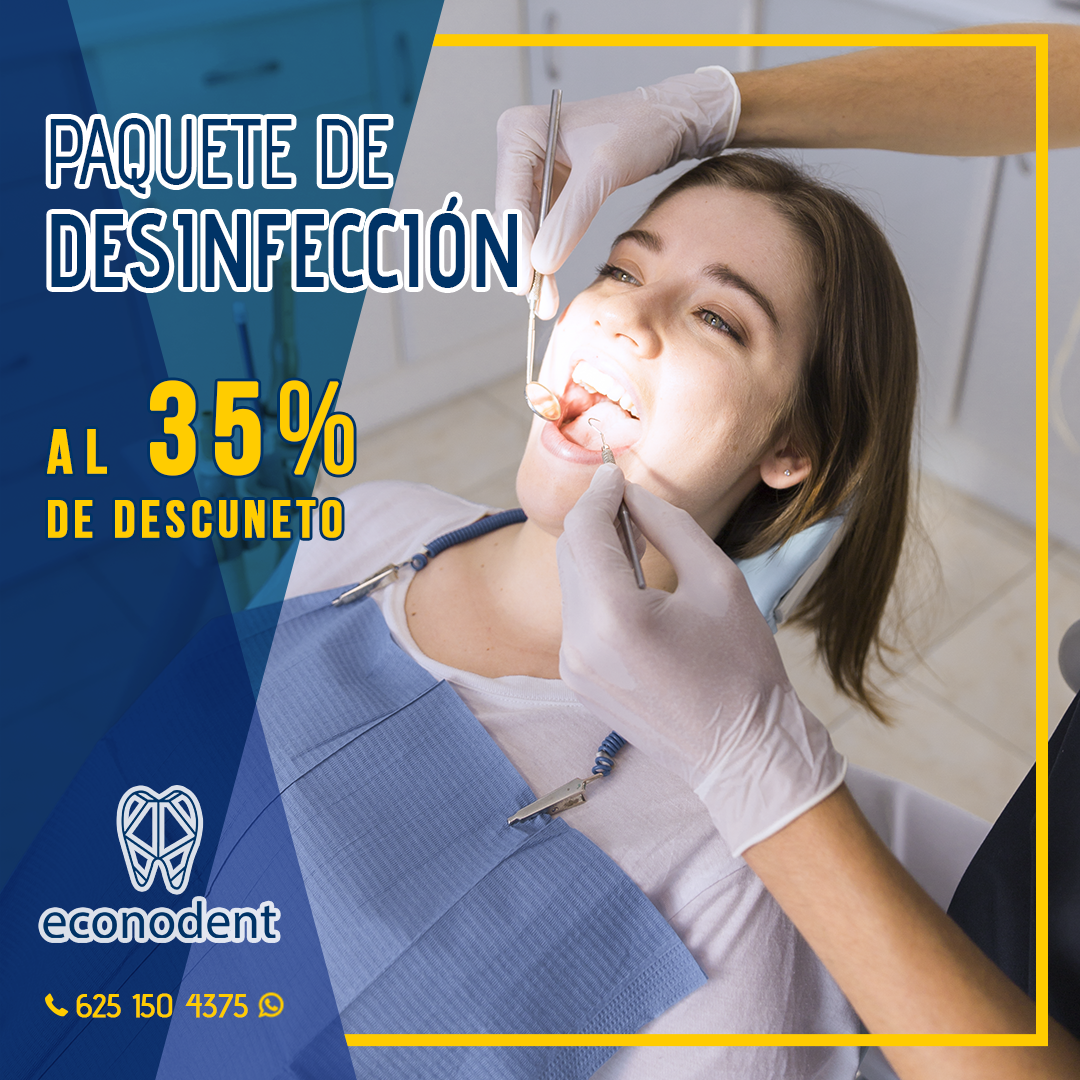 PAQUETE DE
DESINFECCIÓN
AL 35%
DE DESCUNETO
econodent
625 150 4375